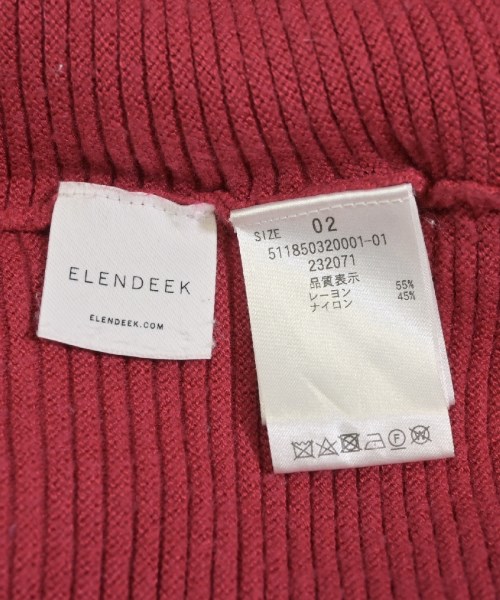 ELENDEEK
ELENDEEK.COM
SIZE 02
511850320001-01
232071
品質表示
レーヨン 55%
ナイロン 45%